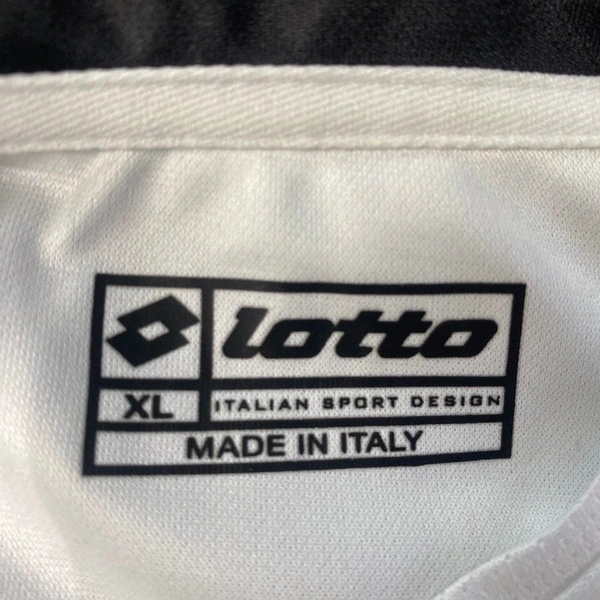 lotto
XL ITALIAN SPORT DESIGN
MADE IN ITALY